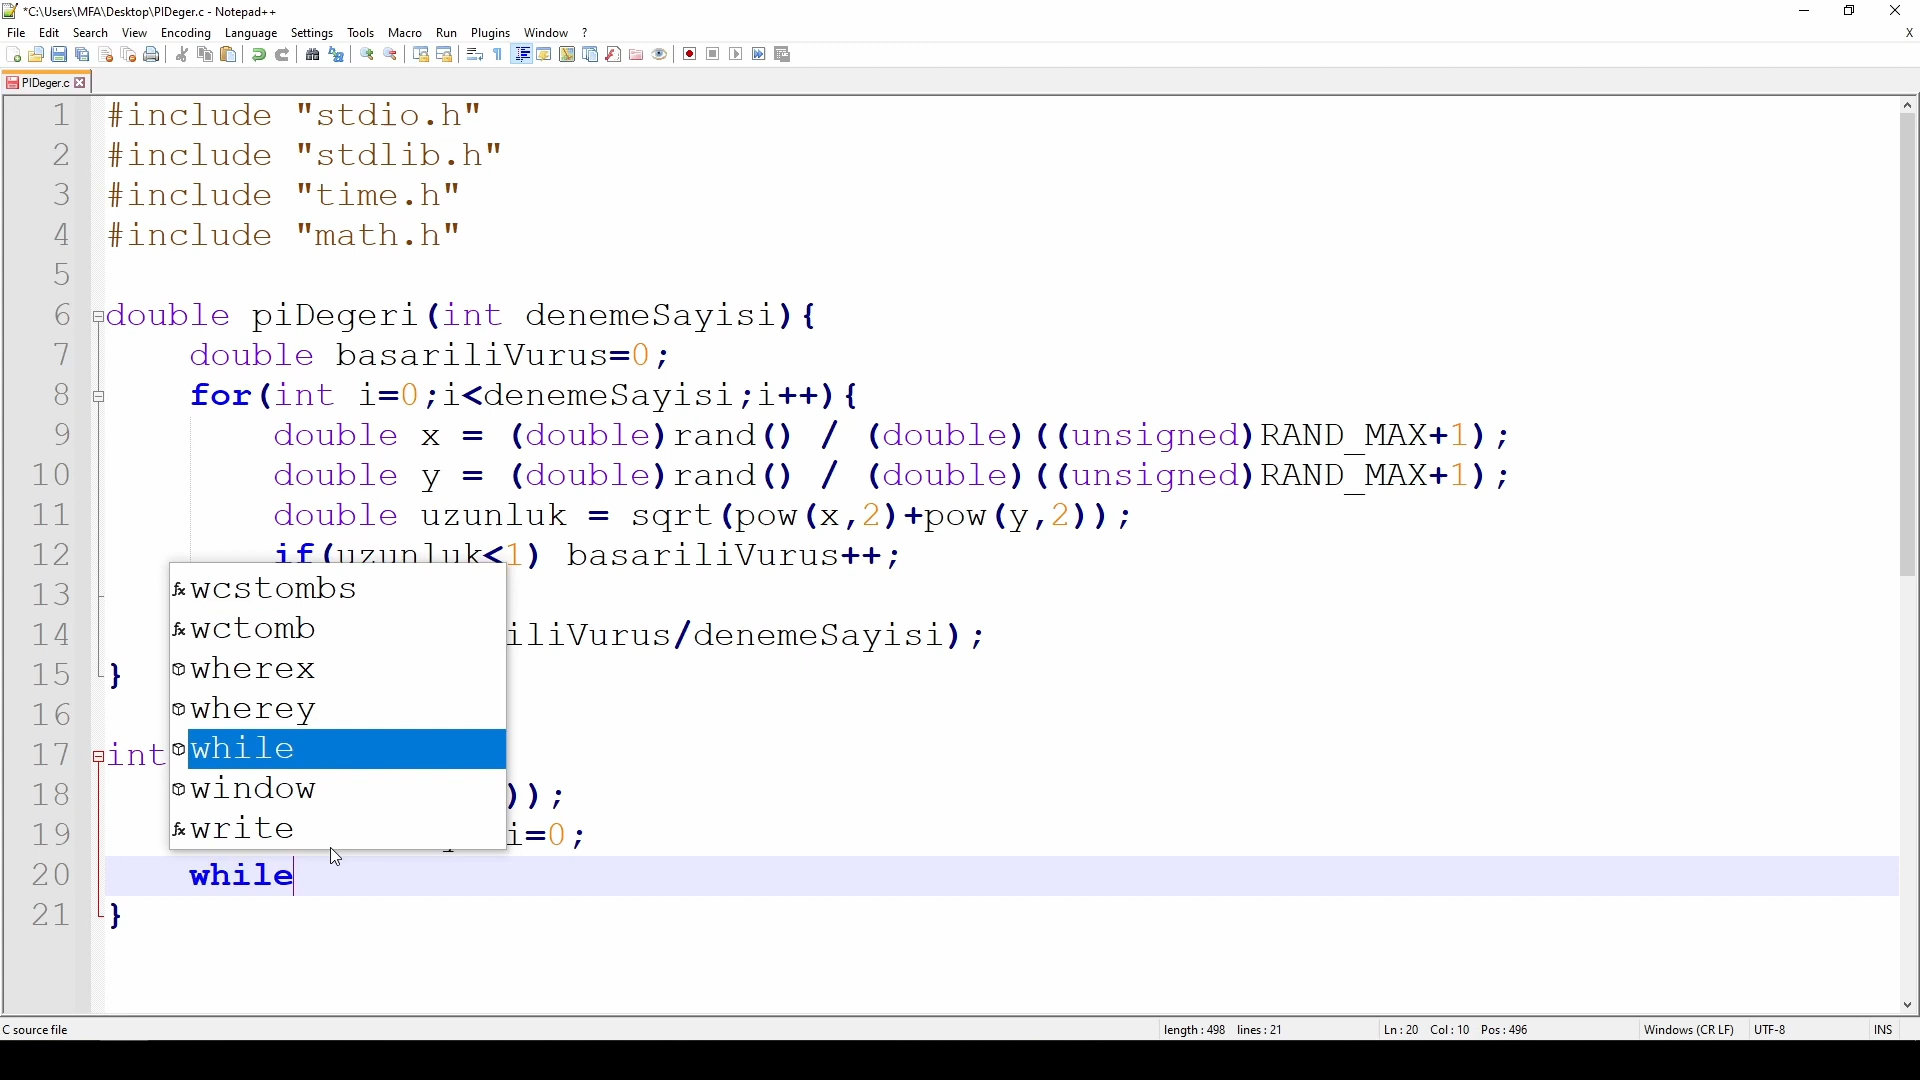 *C:\Users\MFA\Desktop\PIDeger.c - Notepad++
File Edit Search View Encoding Language Settings Tools Macro Run Plugins Window ? X
PIDeger.c
1 #include "stdio.h"
2 #include "stdlib.h"
3 #include "time.h"
4 #include "math.h"
5
6 double piDegeri(int denemeSayisi){
7 double basariliVurus=0;
8 for(int i=0;i<denemeSayisi;i++){
9 double x = (double)rand() / (double)((unsigned)RAND_MAX+1);
10 double y = (double)rand() / (double)((unsigned)RAND_MAX+1);
11 double uzunluk = sqrt(pow(x,2)+pow(y,2));
12 if(uzunluk<1) basariliVurus++;
13 wcstombs
14 wctomb iliVurus/denemeSayisi);
15 } wherex
16 wherey
17 int while
18 window ));
19 write i=0;
20 while
21 }
C source file length : 498 lines : 21 Ln : 20 Col : 10 Pos : 496 Windows (CR LF) UTF-8 INS